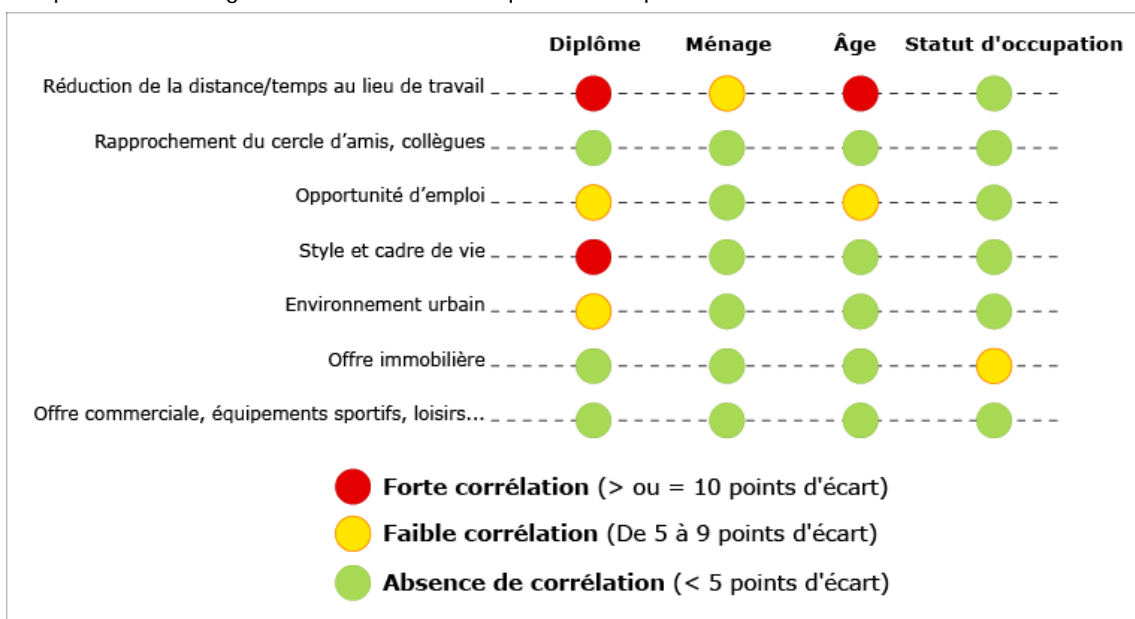 Diplôme Ménage Âge Statut d'occupation
Réduction de la distance/temps au lieu de travail
Rapprochement du cercle d’amis, collègues
Opportunité d’emploi
Style et cadre de vie
Environnement urbain
Offre immobilière
Offre commerciale, équipements sportifs, loisirs...
Forte corrélation (> ou = 10 points d'écart)
Faible corrélation (De 5 à 9 points d'écart)
Absence de corrélation (< 5 points d'écart)